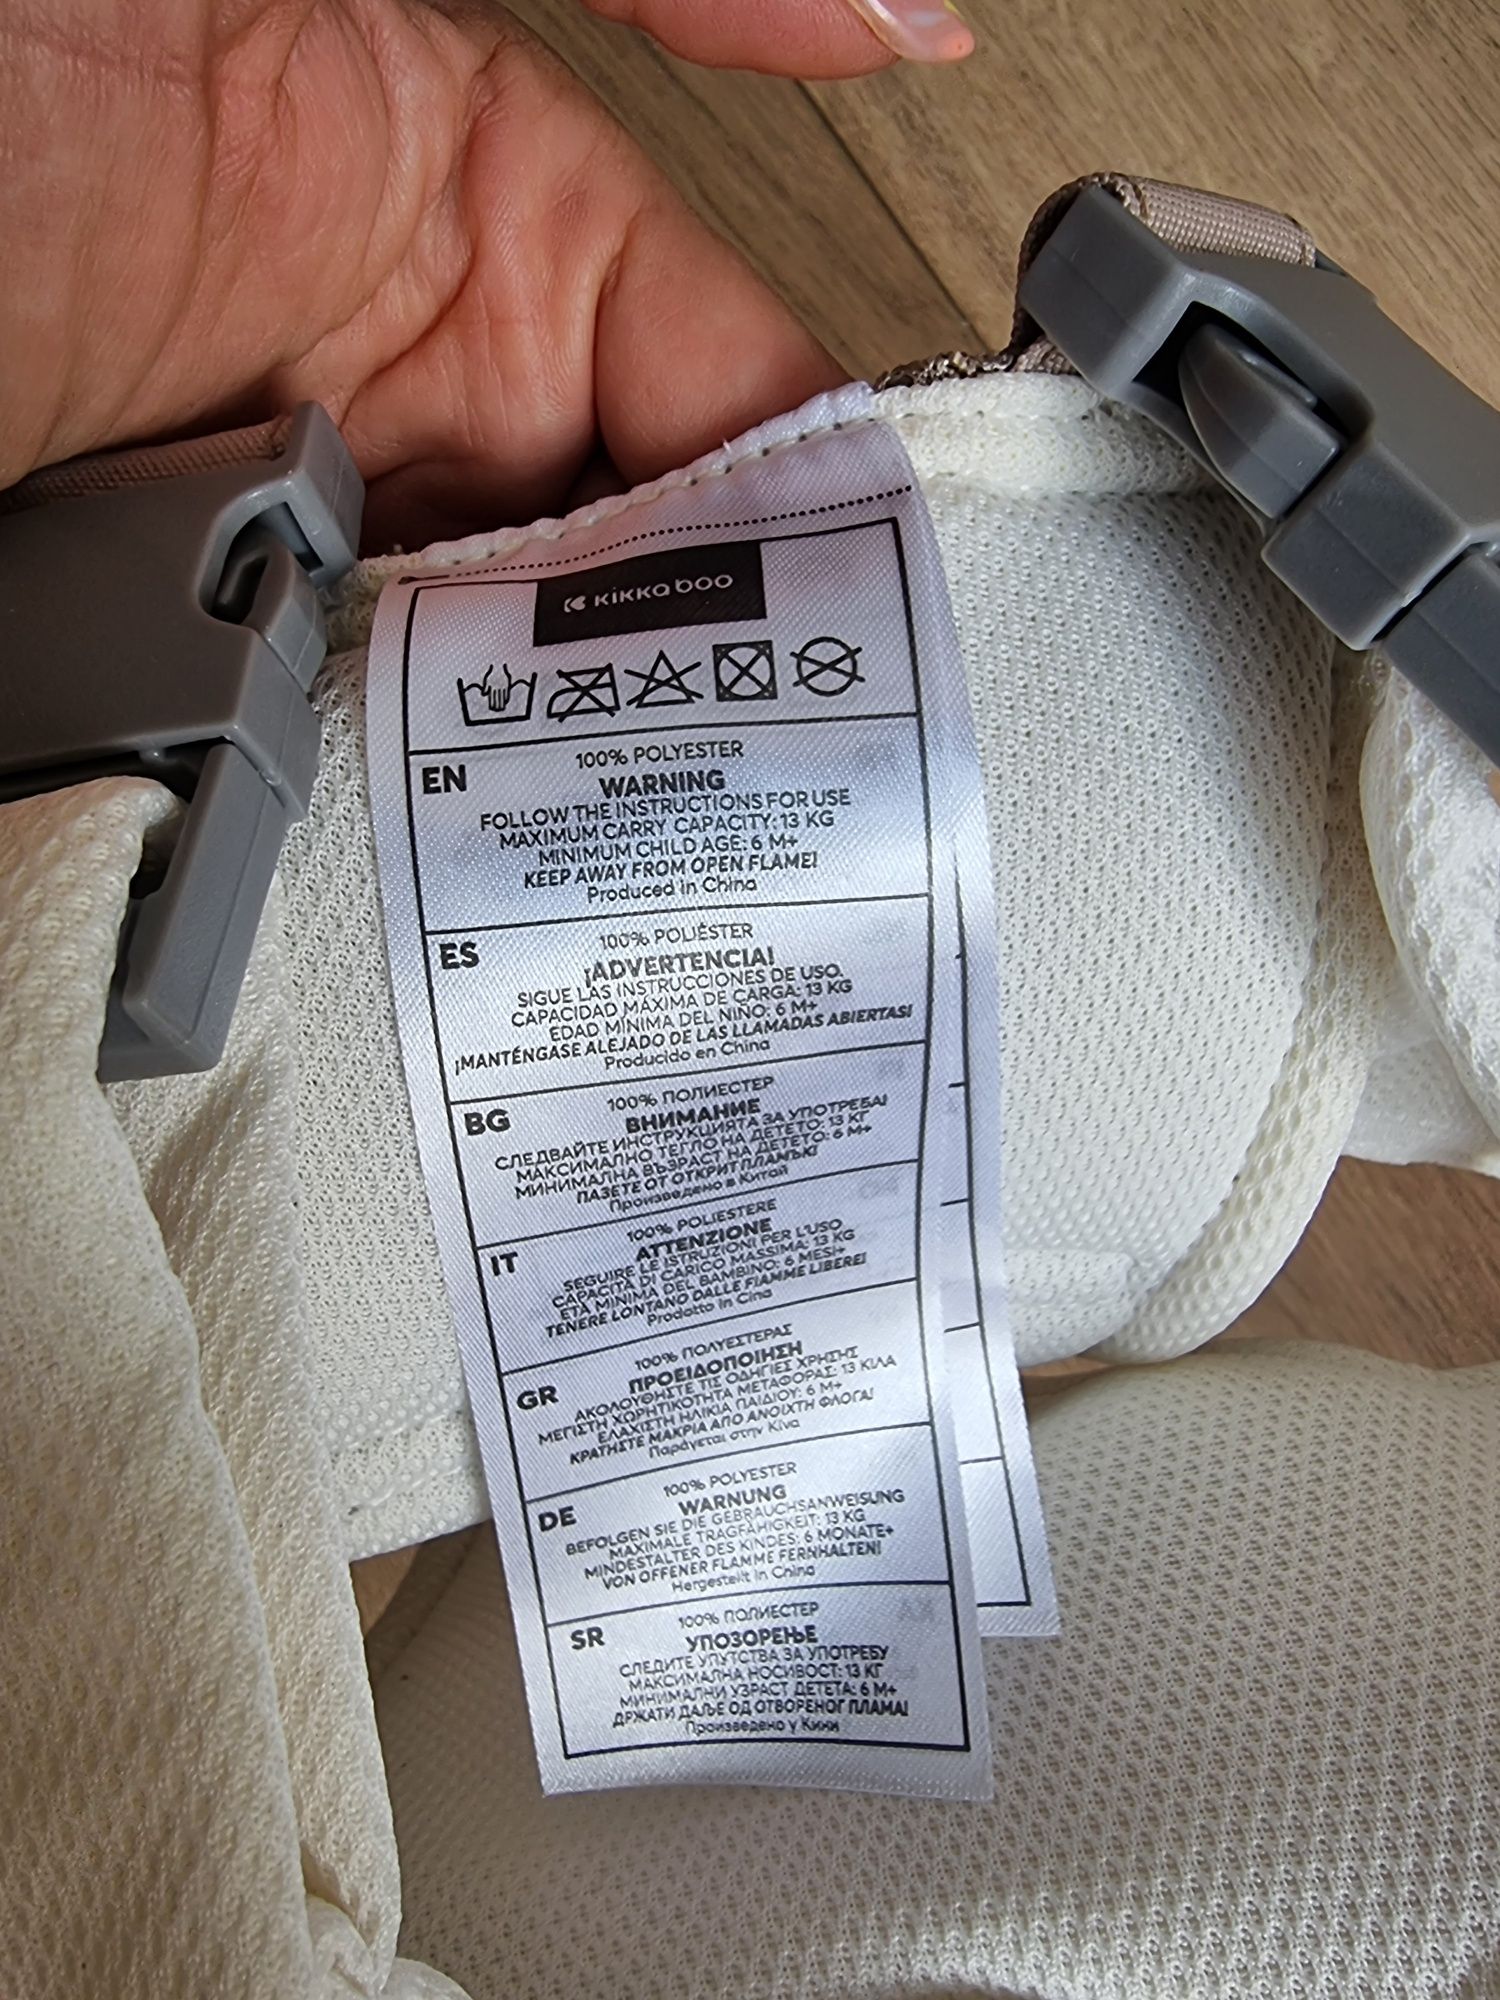 kikka boo
EN
100% POLYESTER
WARNING
FOLLOW THE INSTRUCTIONS FOR USE
MAXIMUM CARRY CAPACITY: 13 KG
MINIMUM CHILD AGE: 6 M+
KEEP AWAY FROM OPEN FLAME!
Produced in China
ES
100% POLIÉSTER
¡ADVERTENCIA!
SIGUE LAS INSTRUCCIONES DE USO.
CAPACIDAD MÁXIMA DE CARGA: 13 KG
EDAD MÍNIMA DEL NIÑO: 6 M+
¡MANTÉNGASE ALEJADO DE LAS LLAMADAS ABIERTAS!
Producido en China
BG
100% ПОЛИЕСТЕР
ВНИМАНИЕ
СЛЕДВАЙТЕ ИНСТРУКЦИЯТА ЗА УПОТРЕБА!
МАКСИМАЛНО ТЕГЛО НА ДЕТЕТО: 13 КГ
МИНИМАЛНА ВЪЗРАСТ НА ДЕТЕТО: 6 М+
ПАЗЕТЕ ОТ ОТКРИТ ПЛАМЪК!
Произведено в Китай
IT
100% POLIESTERE
ATTENZIONE
SEGUIRE LE ISTRUZIONI PER L'USO
CAPACITÀ DI CARICO MASSIMA: 13 KG
ETÀ MINIMA DEL BAMBINO: 6 MESI+
TENERE LONTANO DALLE FIAMME LIBERE!
Prodotto in Cina
GR
100% ΠΟΛΥΕΣΤΕΡΑΣ
ΠΡΟΕΙΔΟΠΟΙΗΣΗ
ΑΚΟΛΟΥΘΗΣΤΕ ΤΙΣ ΟΔΗΓΙΕΣ ΧΡΗΣΗΣ
ΜΕΓΙΣΤΗ ΧΩΡΗΤΙΚΟΤΗΤΑ ΜΕΤΑΦΟΡΑΣ: 13 ΚΙΛΑ
ΕΛΑΧΙΣΤΗ ΗΛΙΚΙΑ ΠΑΙΔΙΟΥ: 6 Μ+
ΚΡΑΤΗΣΤΕ ΜΑΚΡΙΑ ΑΠΟ ΑΝΟΙΧΤΗ ΦΛΟΓΑ!
Παράγεται στην Κίνα
DE
100% POLYESTER
WARNUNG
BEFOLGEN SIE DIE GEBRAUCHSANWEISUNG
MAXIMALE TRAGFÄHIGKEIT: 13 KG
MINDESTALTER DES KINDES: 6 MONATE+
VON OFFENER FLAMME FERNHALTEN!
Hergestellt in China
SR
100% ПОЛИЕСТЕР
УПОЗОРЕЊЕ
СЛЕДИТЕ УПУТСТВА ЗА УПОТРЕБУ
МАКСИМАЛНА НОСИВОСТ: 13 КГ
МИНИМАЛНИ УЗРАСТ ДЕТЕТА: 6 М+
ДРЖАТИ ДАЉЕ ОД ОТВОРЕНОГ ПЛАМА!
Произведено у Кини